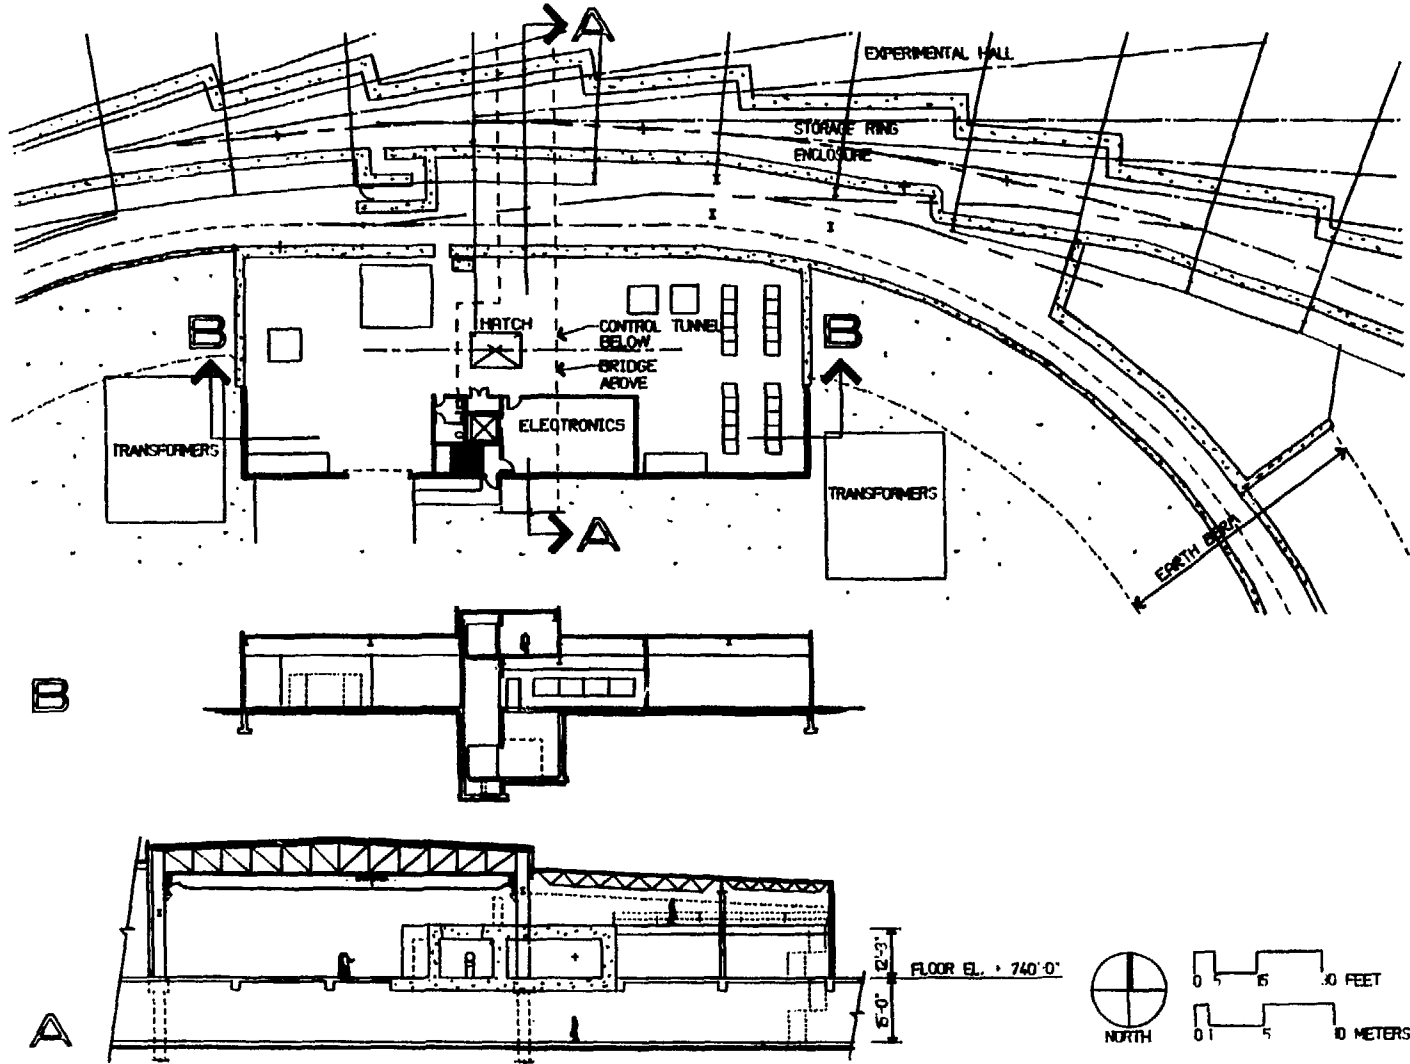 A
EXPERIMENTAL HALL
STORAGE RING
ENCLOSURE
B
HATCH
CONTROL TUNNEL
BELOW
B
BRIDGE
ABOVE
ELECTRONICS
TRANSFORMERS
TRANSFORMERS
A
EARTH BERM
B
12'-3"
FLOOR EL. + 740'-0"
15'-0"
0 5 15 30 FEET
A
NORTH
0 1 5 10 METERS